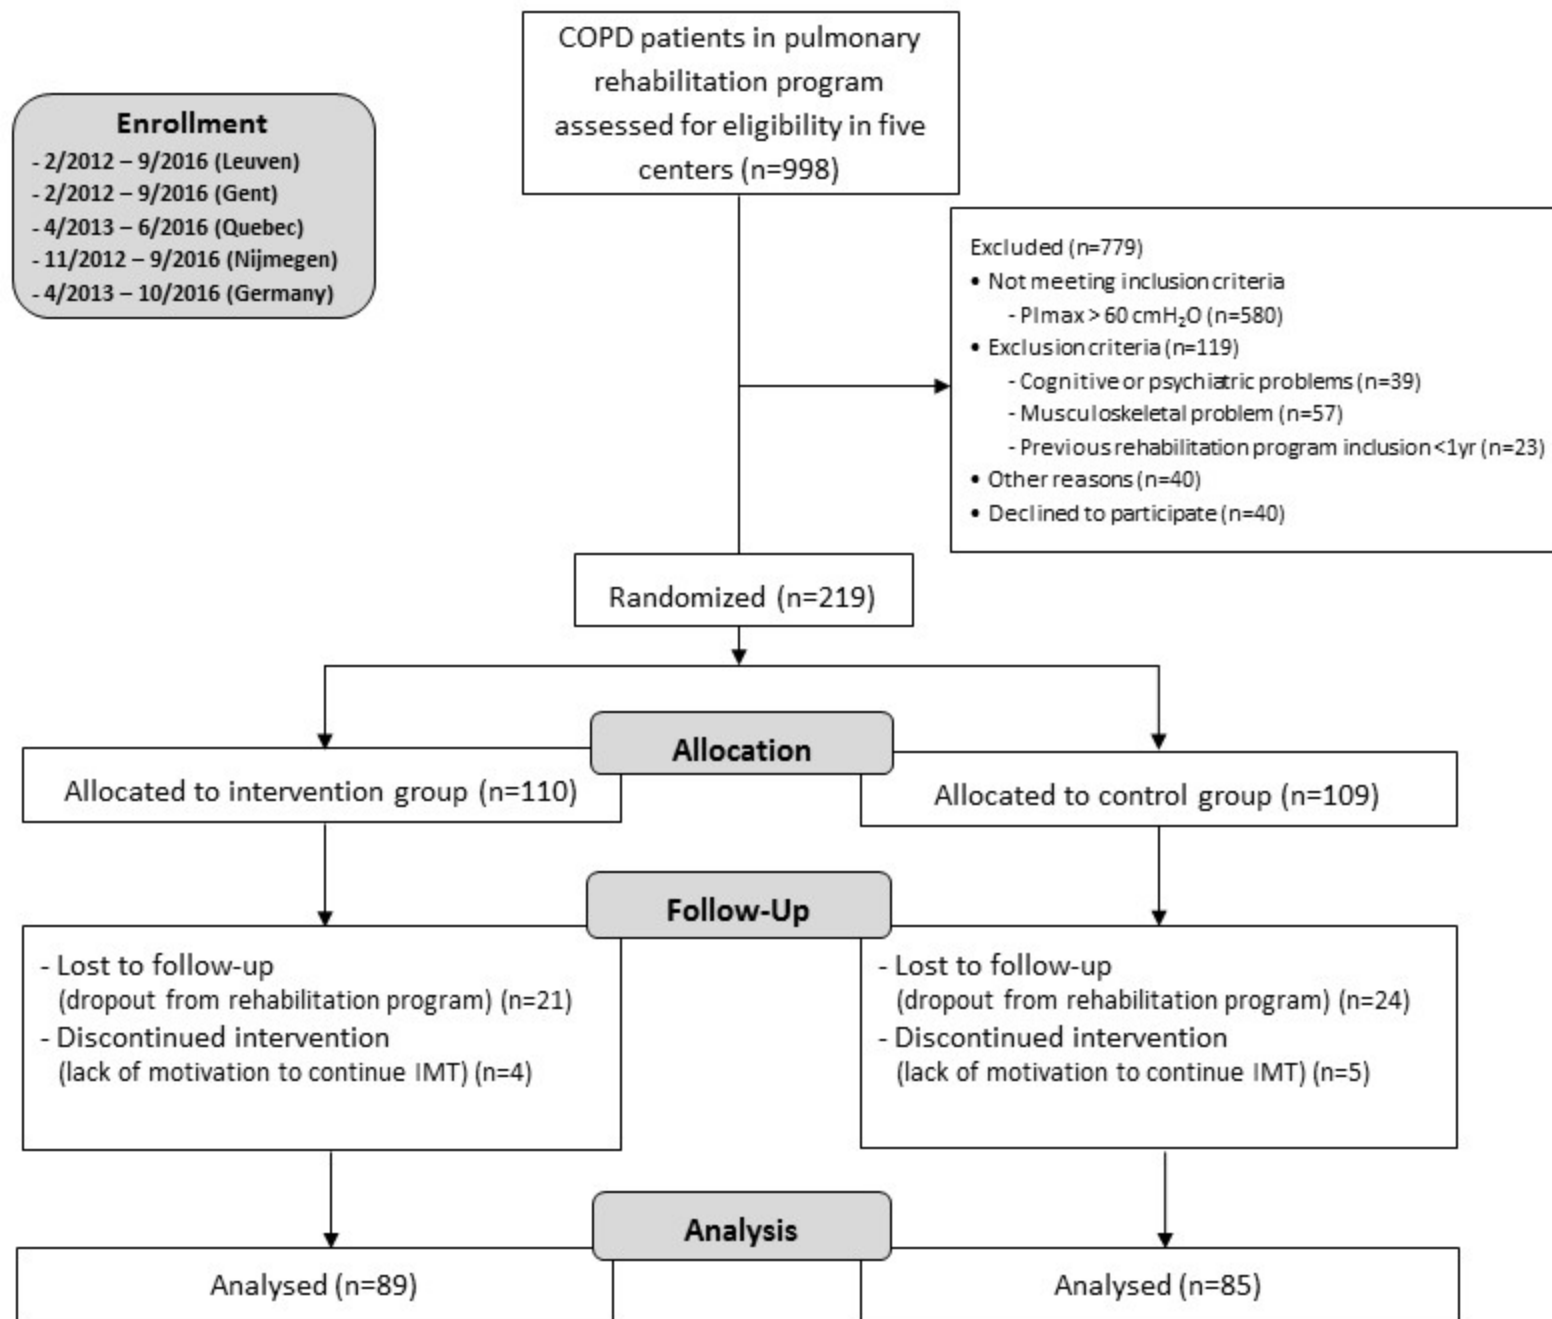 COPD patients in pulmonary
rehabilitation program
assessed for eligibility in five
centers (n=998)
Enrollment
- 2/2012 – 9/2016 (Leuven)
- 2/2012 – 9/2016 (Gent)
- 4/2013 – 6/2016 (Quebec)
- 11/2012 – 9/2016 (Nijmegen)
- 4/2013 – 10/2016 (Germany)
Excluded (n=779)
• Not meeting inclusion criteria
- PImax > 60 cmH₂O (n=580)
• Exclusion criteria (n=119)
- Cognitive or psychiatric problems (n=39)
- Musculoskeletal problem (n=57)
- Previous rehabilitation program inclusion <1yr (n=23)
• Other reasons (n=40)
• Declined to participate (n=40)
Randomized (n=219)
Allocation
Allocated to intervention group (n=110)
Allocated to control group (n=109)
Follow-Up
- Lost to follow-up
(dropout from rehabilitation program) (n=21)
- Discontinued intervention
(lack of motivation to continue IMT) (n=4)
- Lost to follow-up
(dropout from rehabilitation program) (n=24)
- Discontinued intervention
(lack of motivation to continue IMT) (n=5)
Analysis
Analysed (n=89)
Analysed (n=85)